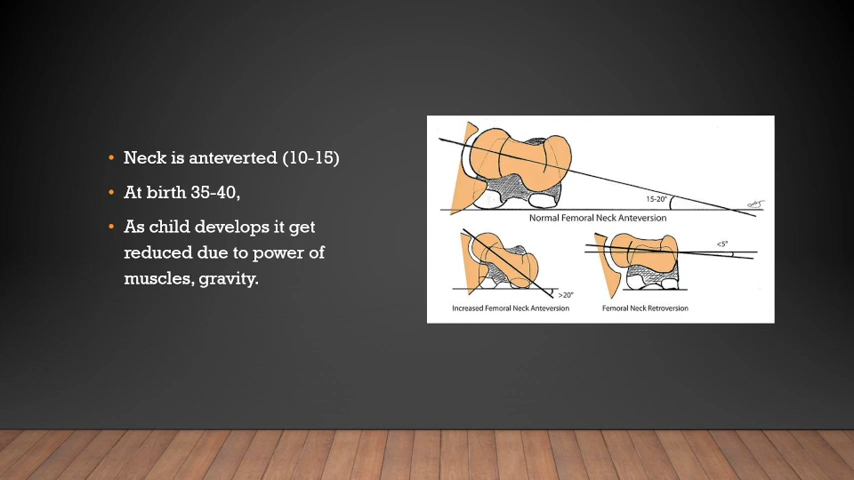 • Neck is anteverted (10-15)
• At birth 35-40,
• As child develops it get
reduced due to power of
muscles, gravity.
15-20°
Normal Femoral Neck Anteversion
>20°
Increased Femoral Neck Anteversion
<5°
Femoral Neck Retroversion